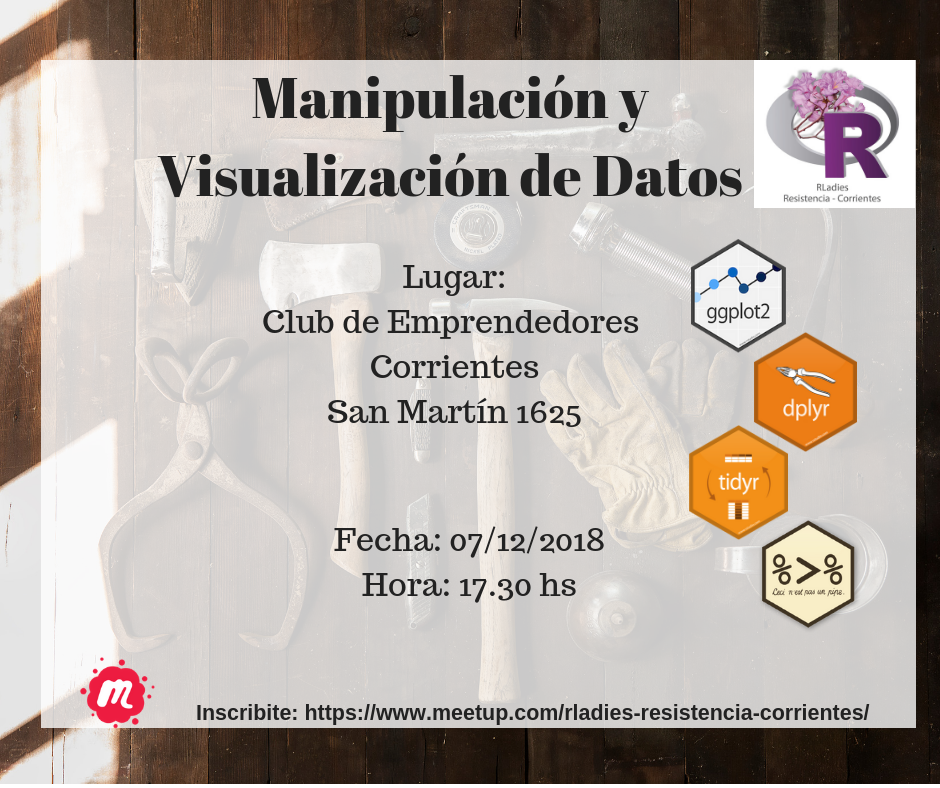 Manipulación y
Visualización de Datos
R
RLadies
Resistencia - Corrientes
Lugar:
Club de Emprendedores
Corrientes
San Martín 1625
ggplot2
dplyr
tidyr
%>%
Ceci n'est pas un pipe.
Fecha: 07/12/2018
Hora: 17.30 hs
m
Inscribite: https://www.meetup.com/rladies-resistencia-corrientes/